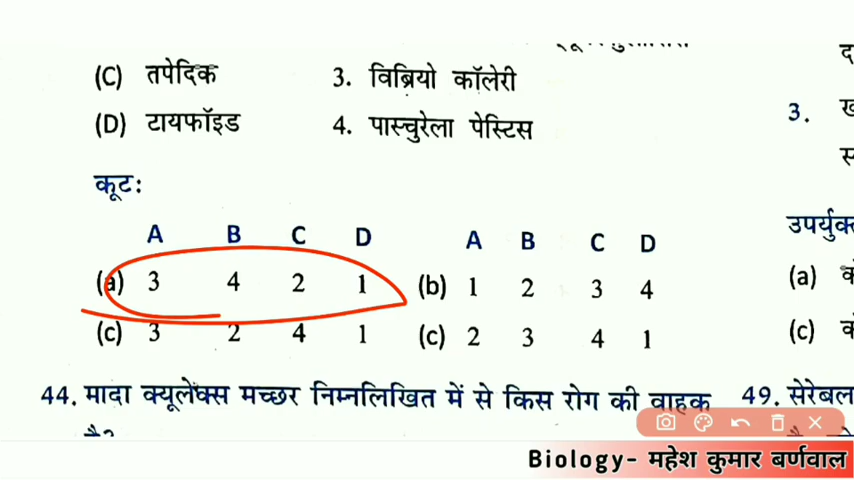 (C) तपेदिक 3. विब्रियो कॉलेरी
(D) टायफॉइड 4. पास्चुरेला पेस्टिस
कूटः
A B C D
(a) 3 4 2 1
(c) 3 2 4 1
A B C D
(b) 1 2 3 4
(c) 2 3 4 1
44. मादा क्यूलेक्स मच्छर निम्नलिखित में से किस रोग की वाहक
3.
उपर्युक्त
(a)
(c)
49. सेरेबल
Biology- महेश कुमार बर्णवाल